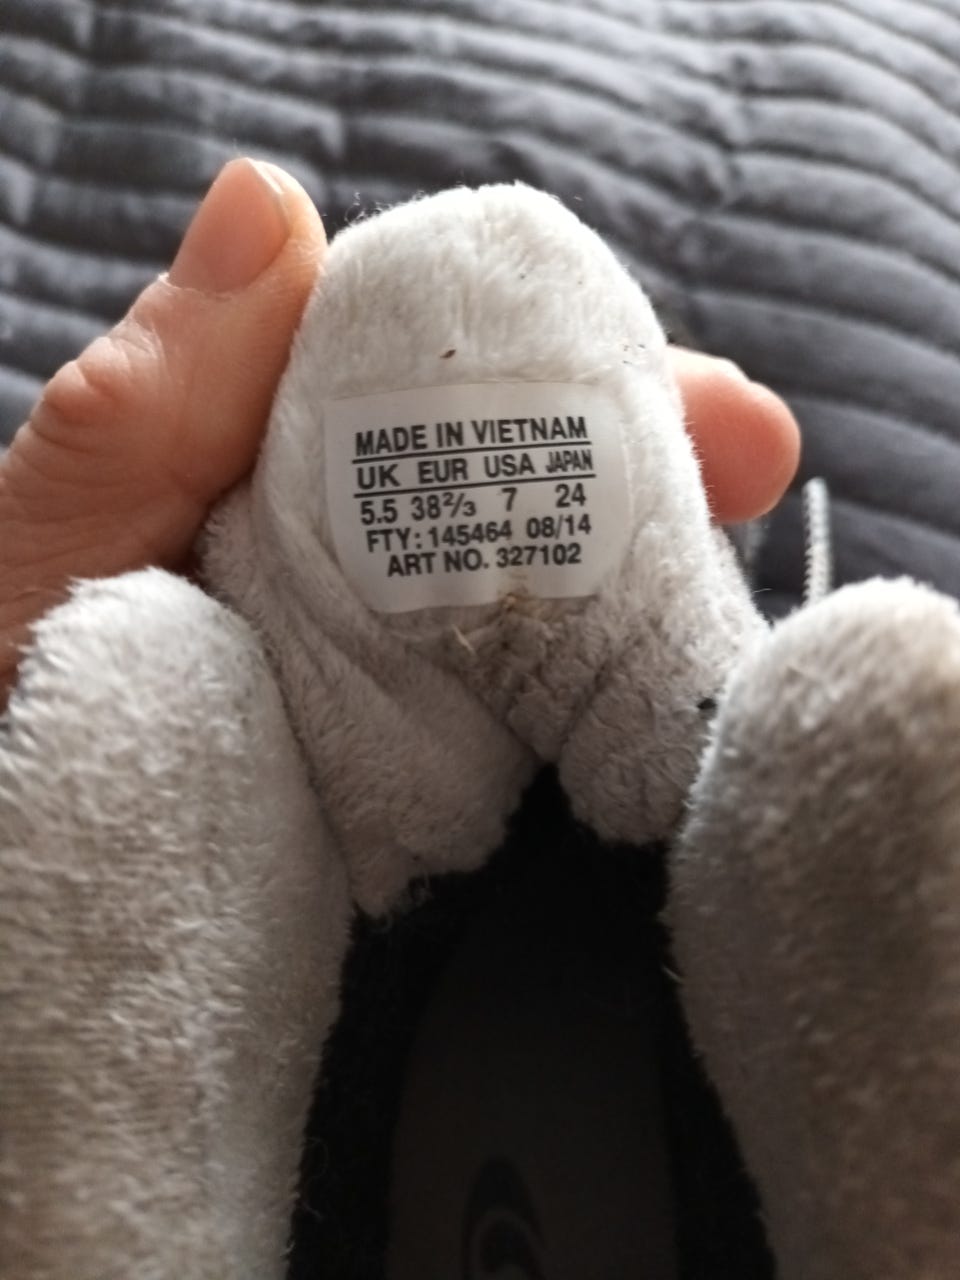 MADE IN VIETNAM
UK EUR USA JAPAN
5.5 38⅔ 7 24
FTY: 145464 08/14
ART NO. 327102